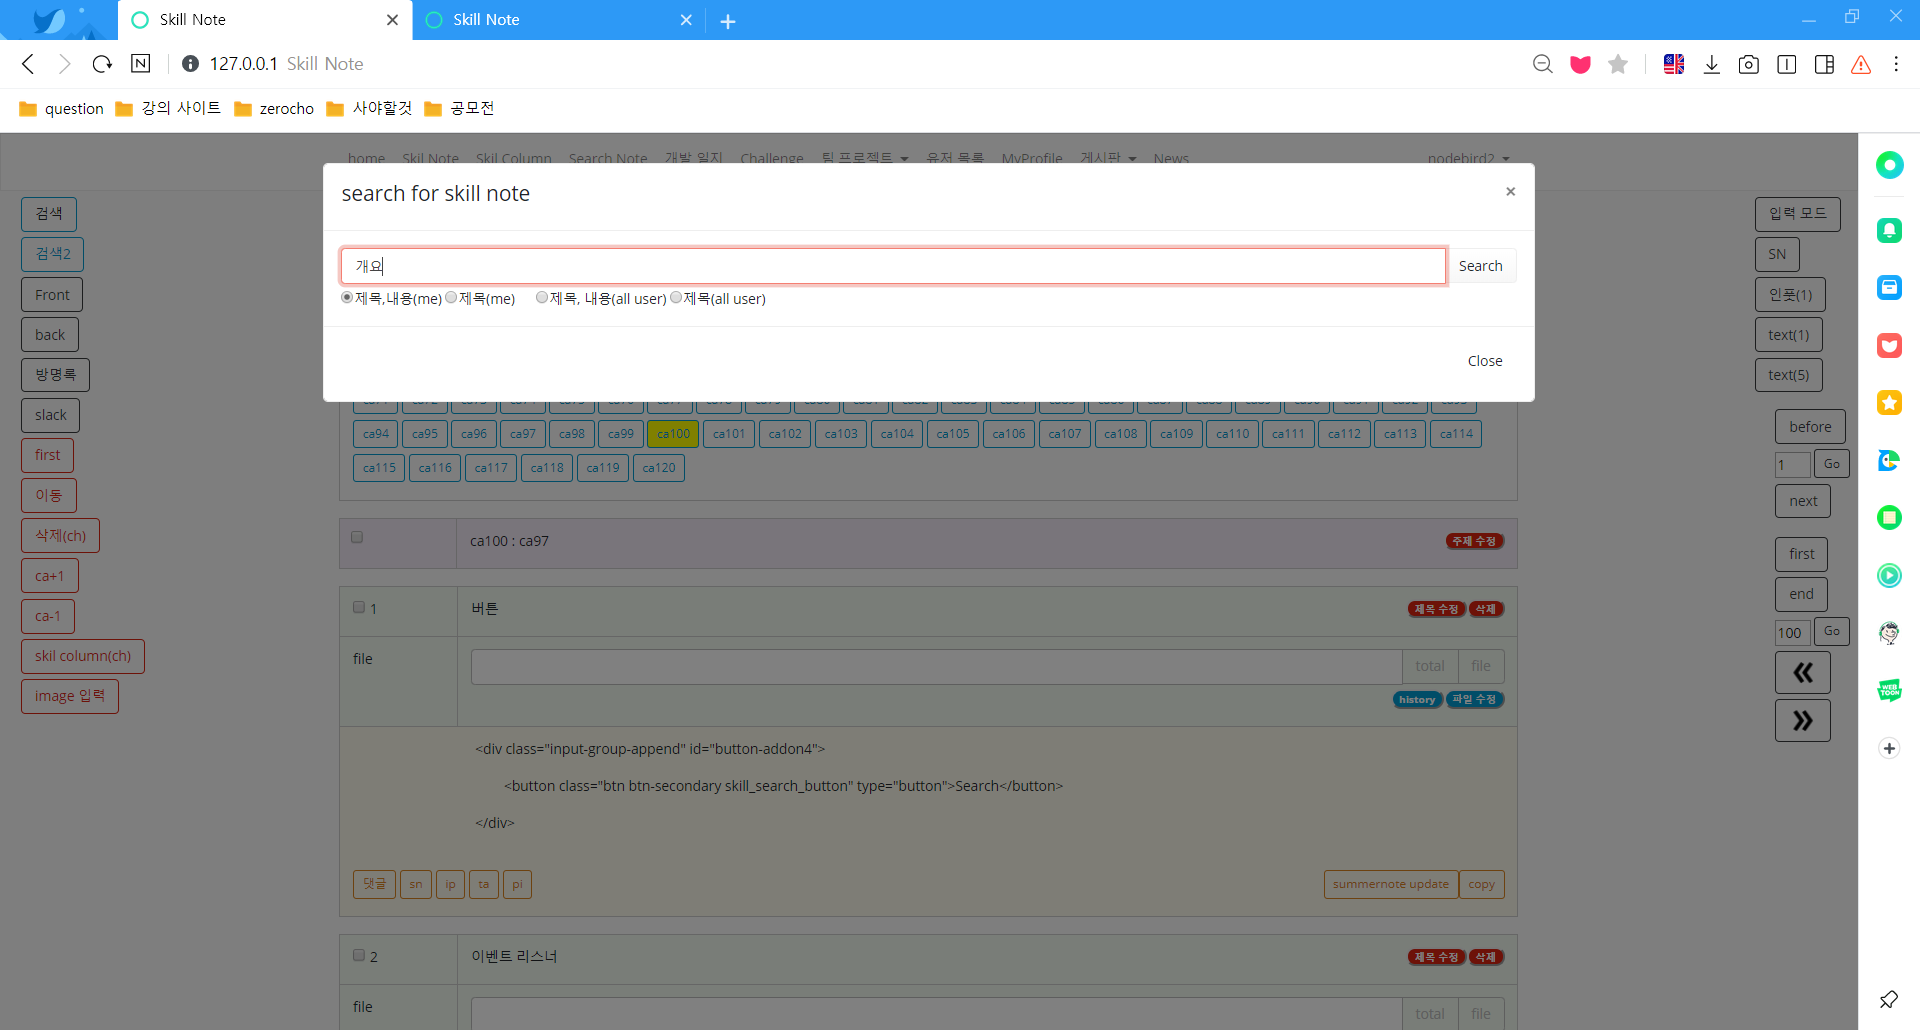 Skill Note
Skill Note
127.0.0.1 Skill Note
question 강의 사이트 zerocho 사야할것 공모전
home Skil Note Skil Column Search Note 개발 일지 Challenge 팀 프로젝트 유저 목록 MyProfile 게시판 News nodebird2
search for skill note ×
개요 Search
제목,내용(me) 제목(me) 제목, 내용(all user) 제목(all user)
Close
검색
검색2
Front
back
방명록
slack
first
이동
삭제(ch)
ca+1
ca-1
skil column(ch)
image 입력
ca94 ca95 ca96 ca97 ca98 ca99 ca100 ca101 ca102 ca103 ca104 ca105 ca106 ca107 ca108 ca109 ca110 ca111 ca112 ca113 ca114
ca115 ca116 ca117 ca118 ca119 ca120
ca100 : ca97 주제 수정
1 버튼 제목 수정 삭제
file total file
history 파일 수정
<div class="input-group-append" id="button-addon4">
<button class="btn btn-secondary skill_search_button" type="button">Search</button>
</div>
댓글 sn ip ta pi summernote update copy
2 이벤트 리스너 제목 수정 삭제
file total file
입력 모드
SN
인풋(1)
text(1)
text(5)
before
1 Go
next
first
end
100 Go
«
»
WEB
TOON